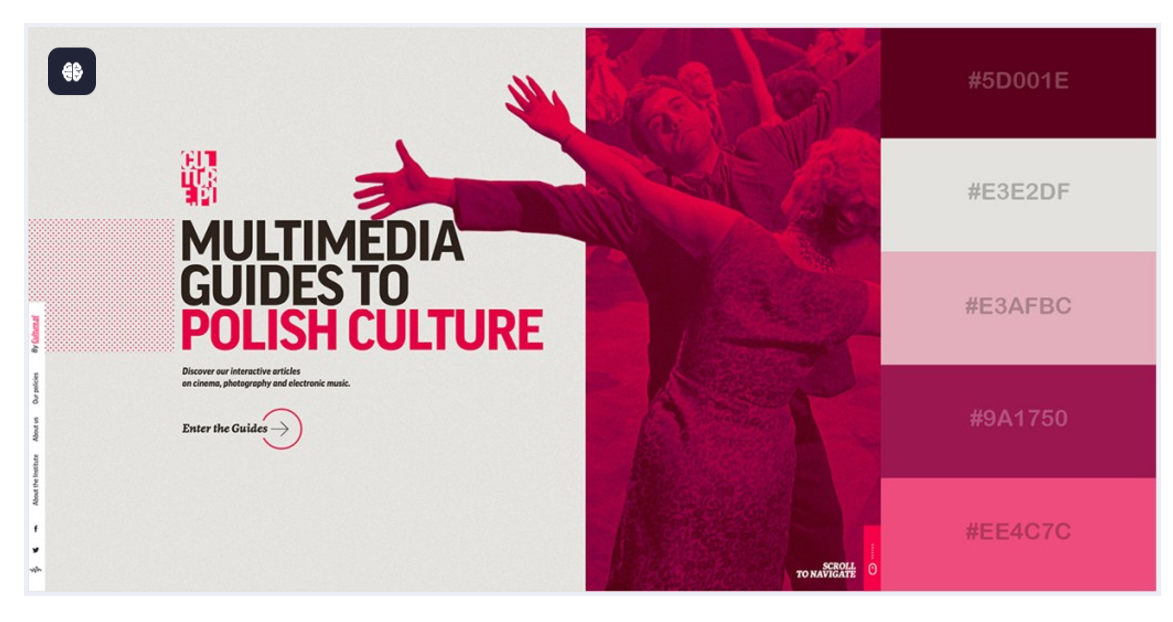 CUL
TUR
E.PL
MULTIMEDIA
GUIDES TO
POLISH CULTURE
Discover our interactive articles
on cinema, photography and electronic music.
Enter the Guides
By Culture.pl
Our policies
About us
About the Institute
SCROLL
TO NAVIGATE
#5D001E
#E3E2DF
#E3AFBC
#9A1750
#EE4C7C